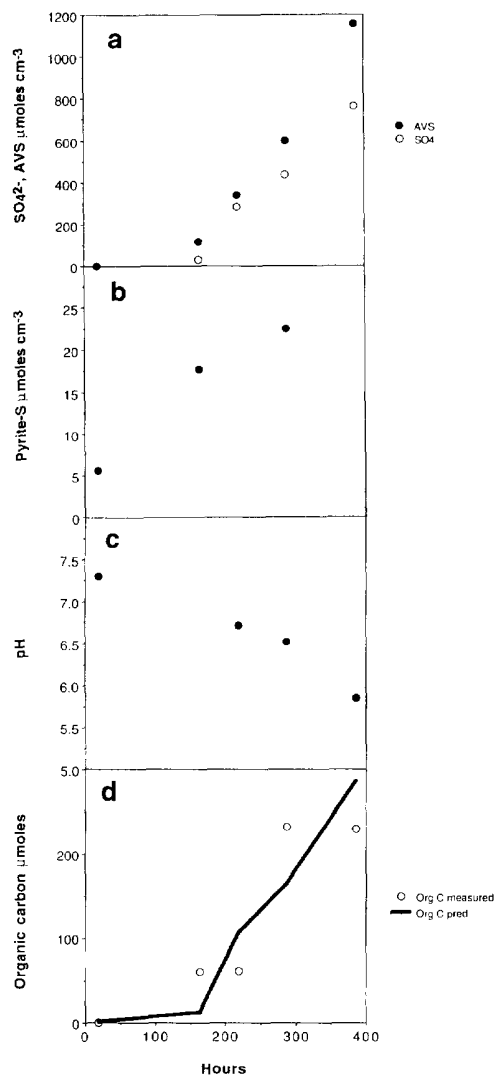 a
1200
1000
800
600
400
200
0
SO4²-, AVS µmoles cm-³
● AVS
○ SO4
b
25
20
15
10
5
0
Pyrite-S µmoles cm-³
c
7.5
7.0
6.5
6.0
5.5
5.0
pH
d
200
100
0
Organic carbon µmoles
○ Org C measured
Org C pred
0 100 200 300 400
Hours